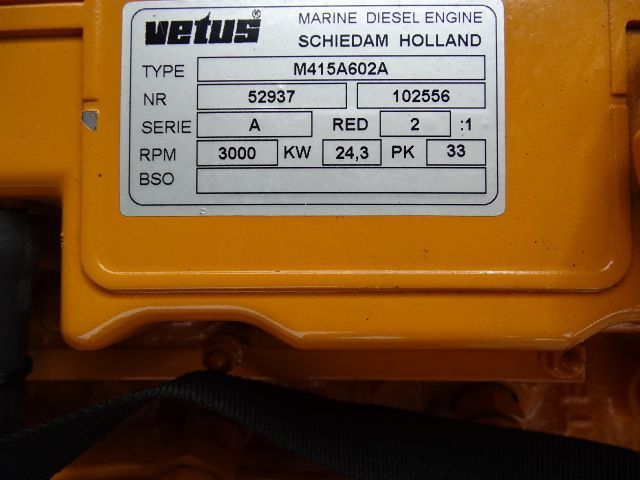 vetus® MARINE DIESEL ENGINE
SCHIEDAM HOLLAND
TYPE M415A602A
NR 52937 102556
SERIE A RED 2 :1
RPM 3000 KW 24,3 PK 33
BSO